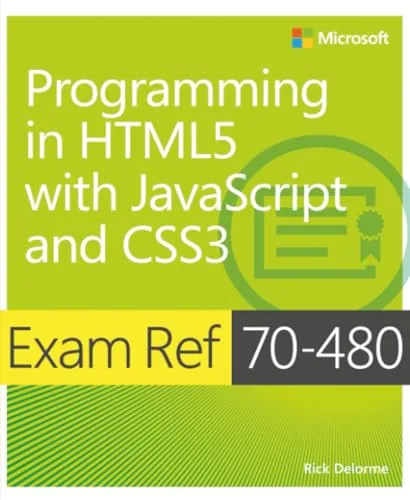 Microsoft
Programming
in HTML5
with JavaScript
and CSS3
Exam Ref 70-480
Rick Delorme